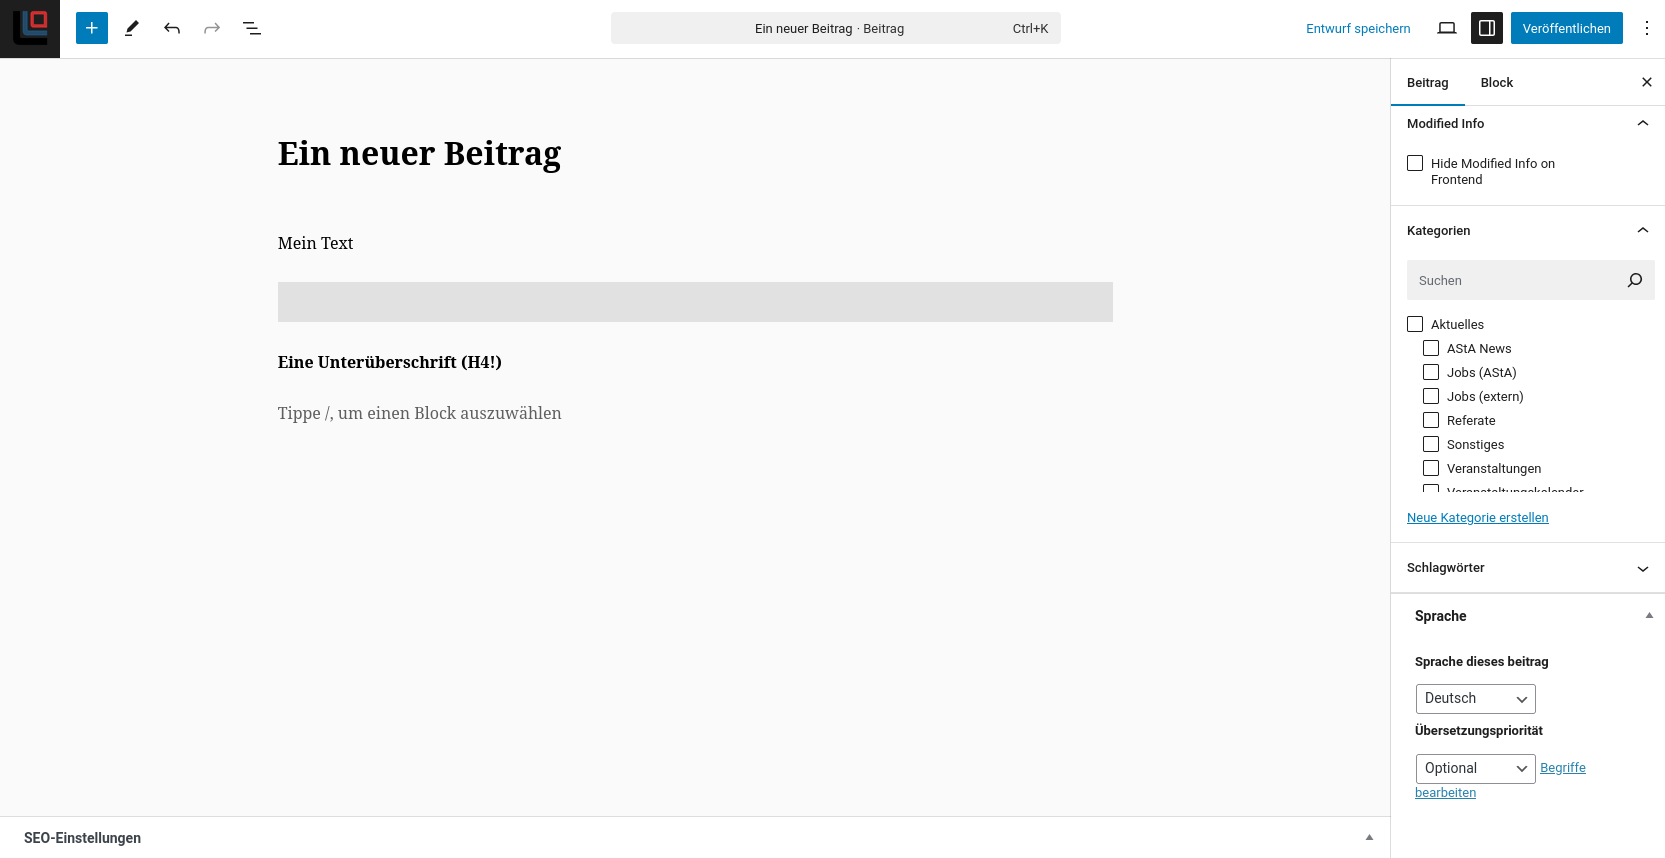 Ein neuer Beitrag · Beitrag
Ctrl+K
Entwurf speichern
Veröffentlichen
Ein neuer Beitrag
Mein Text
Eine Unterüberschrift (H4!)
Tippe /, um einen Block auszuwählen
SEO-Einstellungen
Beitrag
Block
Modified Info
Hide Modified Info on
Frontend
Kategorien
Suchen
Aktuelles
AStA News
Jobs (AStA)
Jobs (extern)
Referate
Sonstiges
Veranstaltungen
Veranstaltungskalender
Neue Kategorie erstellen
Schlagwörter
Sprache
Sprache dieses beitrag
Deutsch
Übersetzungspriorität
Optional
Begriffe
bearbeiten